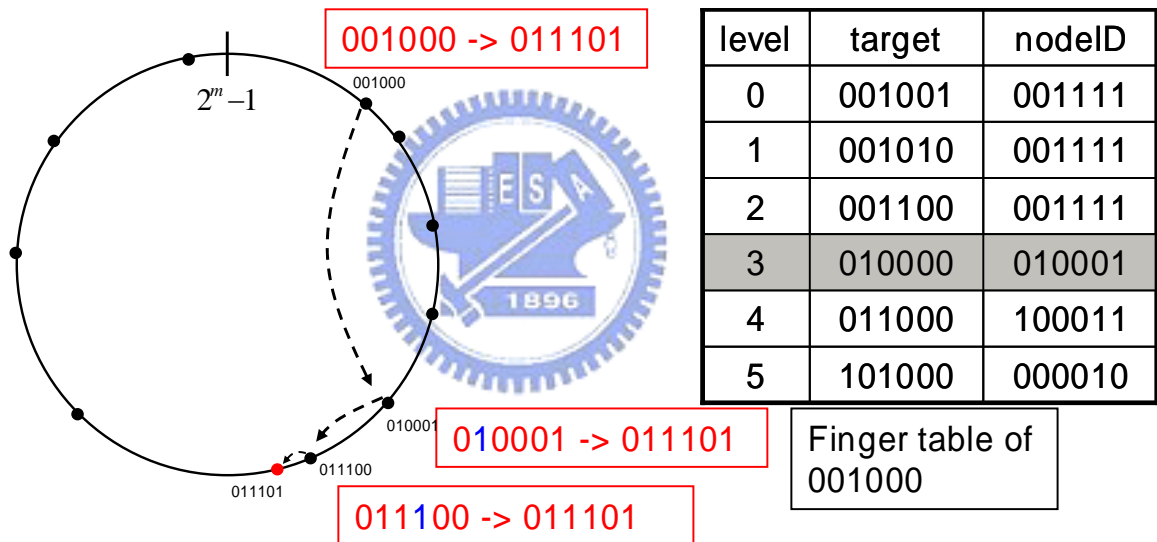 001000 -> 011101
001000
2^m−1
ESA
1896
010001
011100
011101
010001 -> 011101
011100 -> 011101
level target nodeID
0 001001 001111
1 001010 001111
2 001100 001111
3 010000 010001
4 011000 100011
5 101000 000010
Finger table of
001000